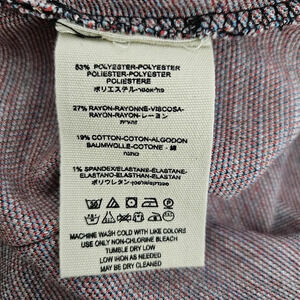 53% POLYESTER-POLYESTER
POLIESTER-POLIESTERE
ポリエステル-פוליאסטר
27% RAYON-RAYONNE-VISCOSA-
RAYON-RAYON-レーヨン
19% COTTON-COTON-ALGODON
BAUMWOLLE-COTONE - 綿
כותנה
1% SPANDEX/ELASTANE-ÉLASTHANNE-
ELASTANO-ELASTHAN-ELASTAN
ポリウレタン-
MACHINE WASH COLD WITH LIKE COLORS
USE ONLY NON-CHLORINE BLEACH
TUMBLE DRY LOW
LOW IRON AS NEEDED
MAY BE DRY CLEANED